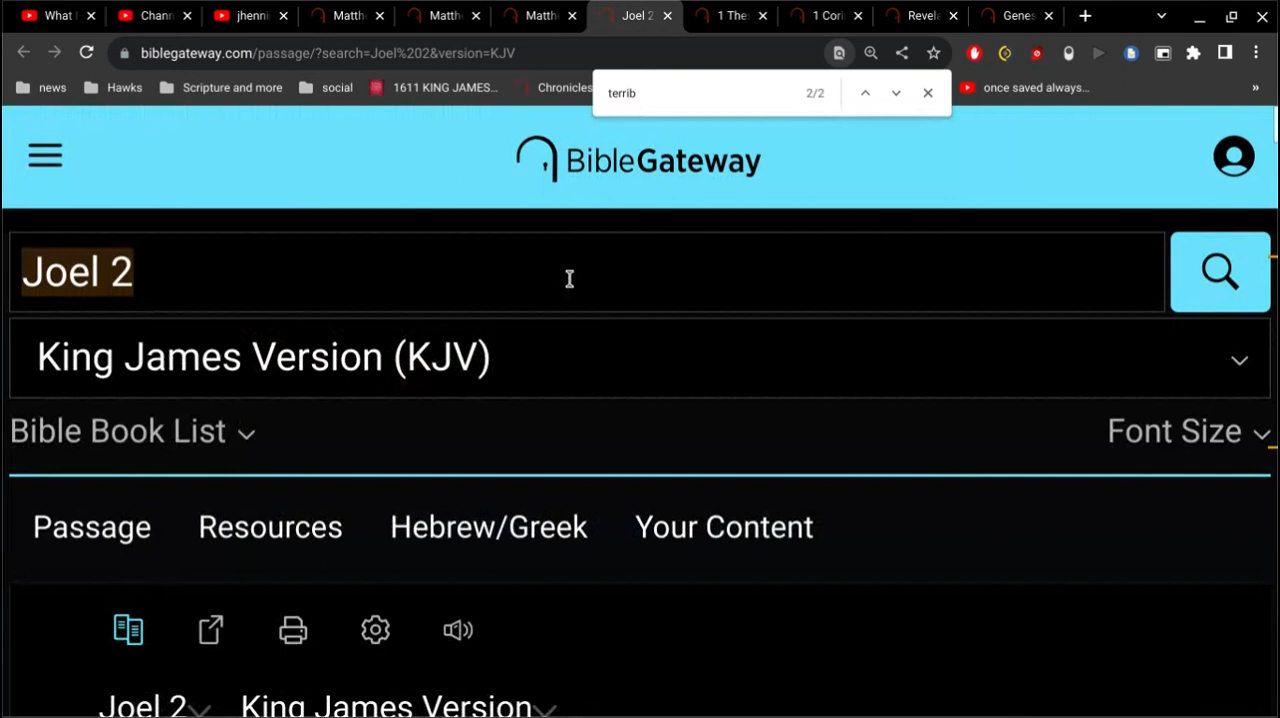 What
Chann
jhennin
Matth
Matth
Matth
Joel 2
1 The
1 Cori
Revel
Genes
biblegateway.com/passage/?search=Joel%202&version=KJV
news
Hawks
Scripture and more
social
1611 KING JAMES...
Chronicles
once saved always...
»
terrib
2/2
BibleGateway
Joel 2
King James Version (KJV)
Bible Book List
Font Size
Passage
Resources
Hebrew/Greek
Your Content
Joel 2
King James Version